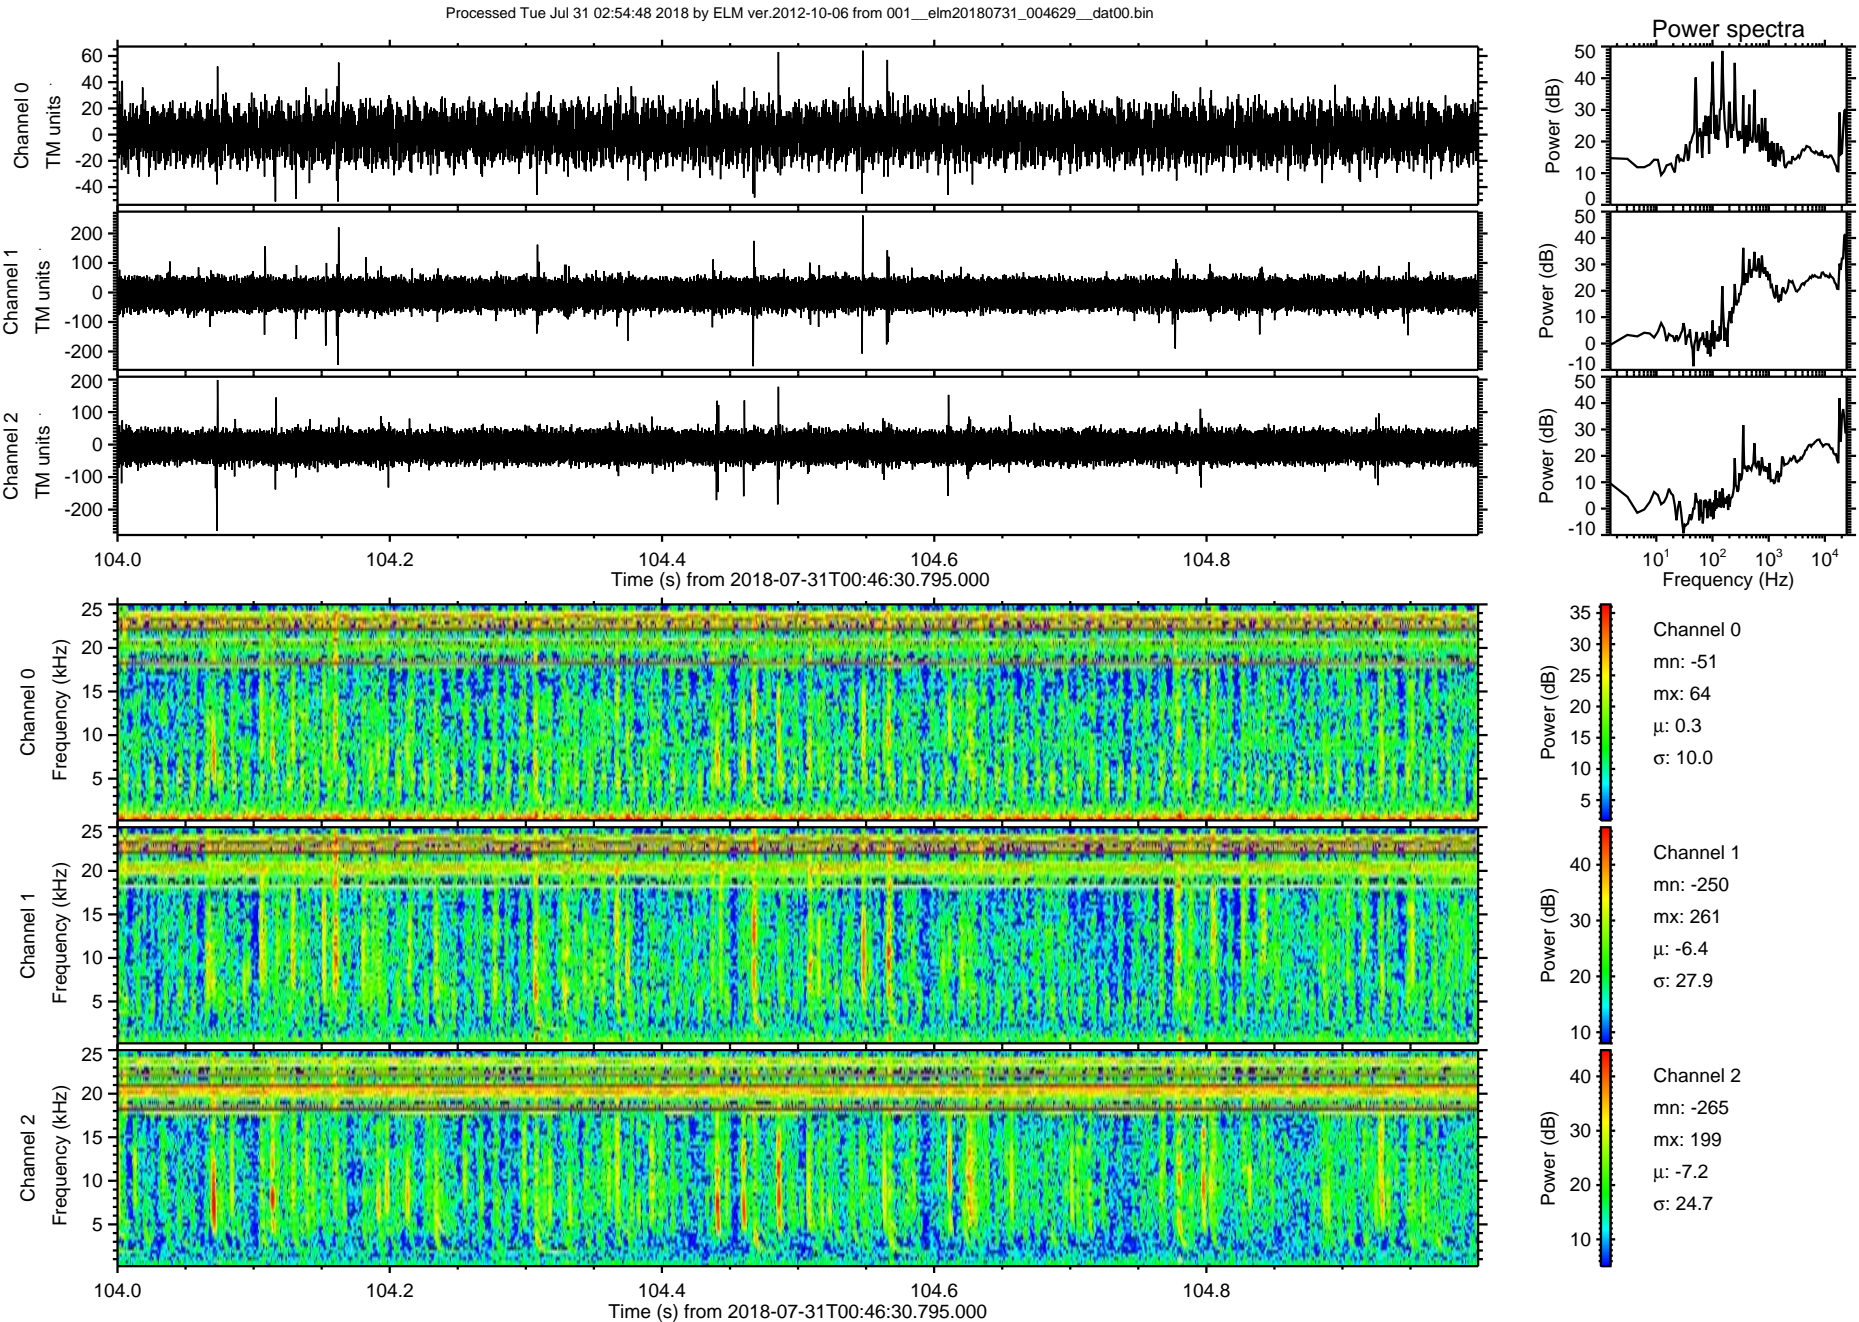 Processed Tue Jul 31 02:54:48 2018 by ELM ver.2012-10-06 from 001__elm20180731_004629__dat00.bin
Power spectra
Channel 0
TM units
60
40
20
0
-20
-40
Power (dB)
50
40
30
20
10
0
Channel 1
TM units
200
100
0
-100
-200
Power (dB)
50
40
30
20
10
0
-10
Channel 2
TM units
200
100
0
-100
-200
Power (dB)
50
40
30
20
10
0
-10
104.0 104.2 104.4 104.6 104.8
Time (s) from 2018-07-31T00:46:30.795.000
10¹ 10² 10³ 10⁴
Frequency (Hz)
Channel 0
Frequency (kHz)
25
20
15
10
5
Power (dB)
35
30
25
20
15
10
5
Channel 0
mn: -51
mx: 64
μ: 0.3
σ: 10.0
Channel 1
Frequency (kHz)
25
20
15
10
5
Power (dB)
40
30
20
10
Channel 1
mn: -250
mx: 261
μ: -6.4
σ: 27.9
Channel 2
Frequency (kHz)
25
20
15
10
5
Power (dB)
40
30
20
10
Channel 2
mn: -265
mx: 199
μ: -7.2
σ: 24.7
104.0 104.2 104.4 104.6 104.8
Time (s) from 2018-07-31T00:46:30.795.000